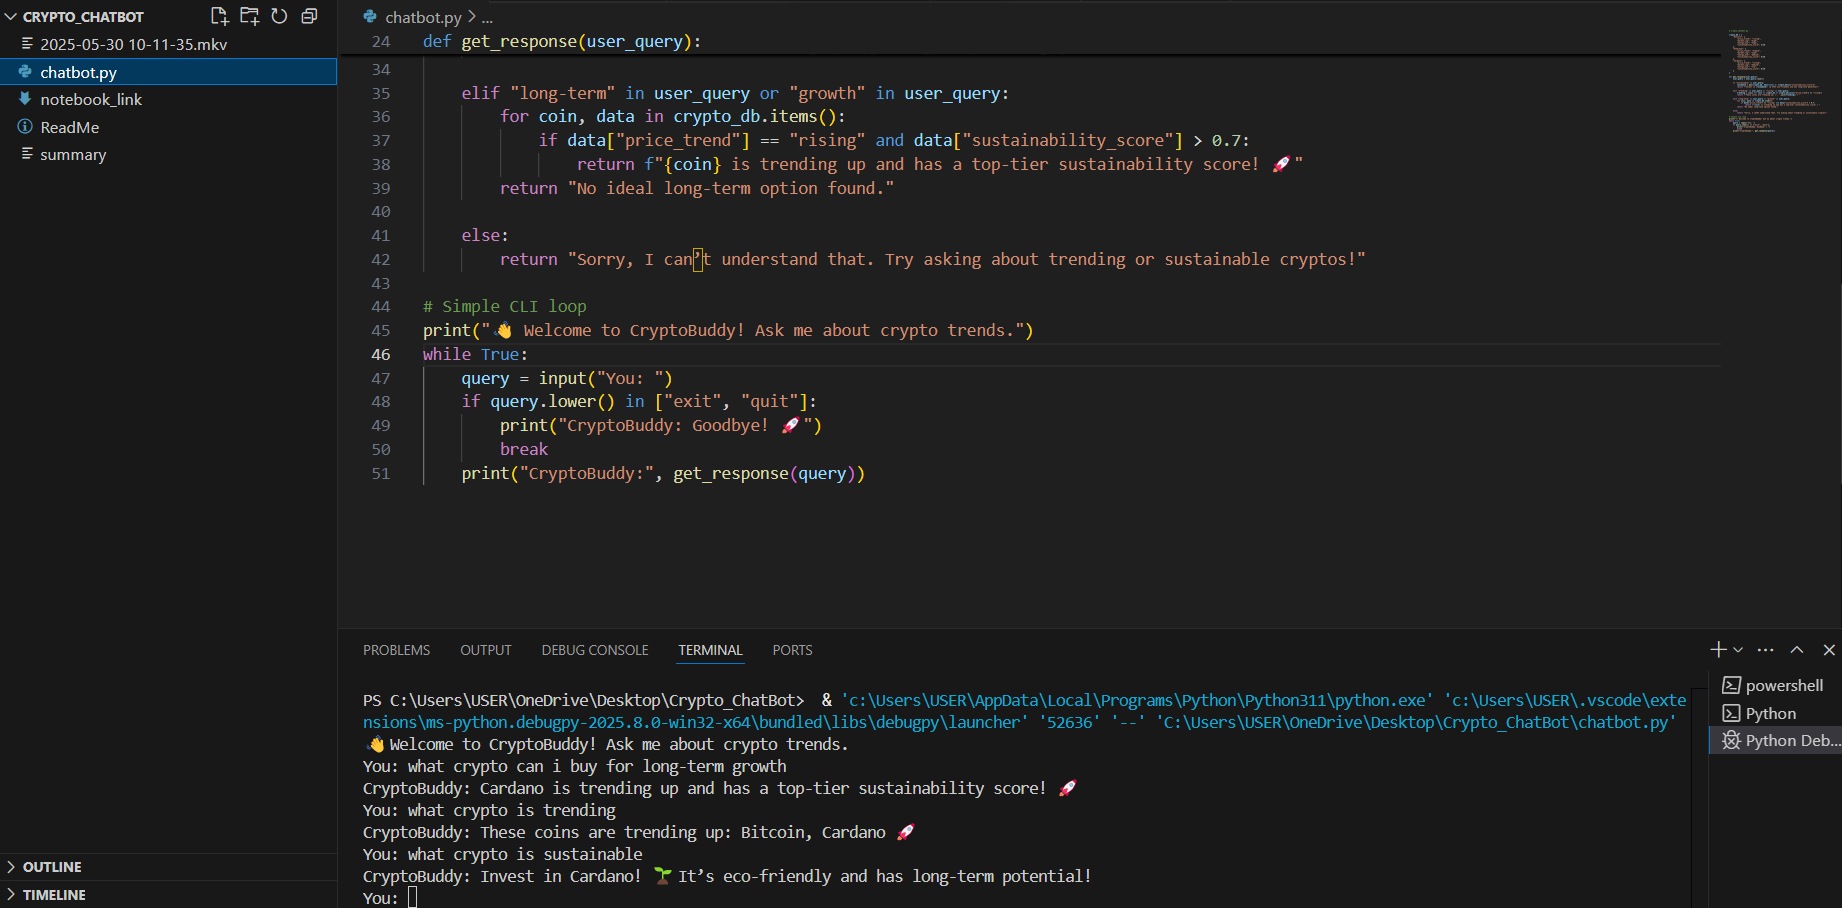 CRYPTO_CHATBOT
2025-05-30 10-11-35.mkv
chatbot.py
notebook_link
ReadMe
summary
OUTLINE
TIMELINE
chatbot.py > ...
24 def get_response(user_query):
34
35 elif "long-term" in user_query or "growth" in user_query:
36 for coin, data in crypto_db.items():
37 if data["price_trend"] == "rising" and data["sustainability_score"] > 0.7:
38 return f"{coin} is trending up and has a top-tier sustainability score! 🚀"
39 return "No ideal long-term option found."
40
41 else:
42 return "Sorry, I can’t understand that. Try asking about trending or sustainable cryptos!"
43
44 # Simple CLI loop
45 print("👋 Welcome to CryptoBuddy! Ask me about crypto trends.")
46 while True:
47 query = input("You: ")
48 if query.lower() in ["exit", "quit"]:
49 print("CryptoBuddy: Goodbye! 🚀")
50 break
51 print("CryptoBuddy:", get_response(query))
PROBLEMS OUTPUT DEBUG CONSOLE TERMINAL PORTS
PS C:\Users\USER\OneDrive\Desktop\Crypto_ChatBot> & 'c:\Users\USER\AppData\Local\Programs\Python\Python311\python.exe' 'c:\Users\USER\.vscode\exte
nsions\ms-python.debugpy-2025.8.0-win32-x64\bundled\libs\debugpy\launcher' '52636' '--' 'C:\Users\USER\OneDrive\Desktop\Crypto_ChatBot\chatbot.py'
👋 Welcome to CryptoBuddy! Ask me about crypto trends.
You: what crypto can i buy for long-term growth
CryptoBuddy: Cardano is trending up and has a top-tier sustainability score! 🚀
You: what crypto is trending
CryptoBuddy: These coins are trending up: Bitcoin, Cardano 🚀
You: what crypto is sustainable
CryptoBuddy: Invest in Cardano! 🌱 It’s eco-friendly and has long-term potential!
You:
powershell
Python
Python Deb...